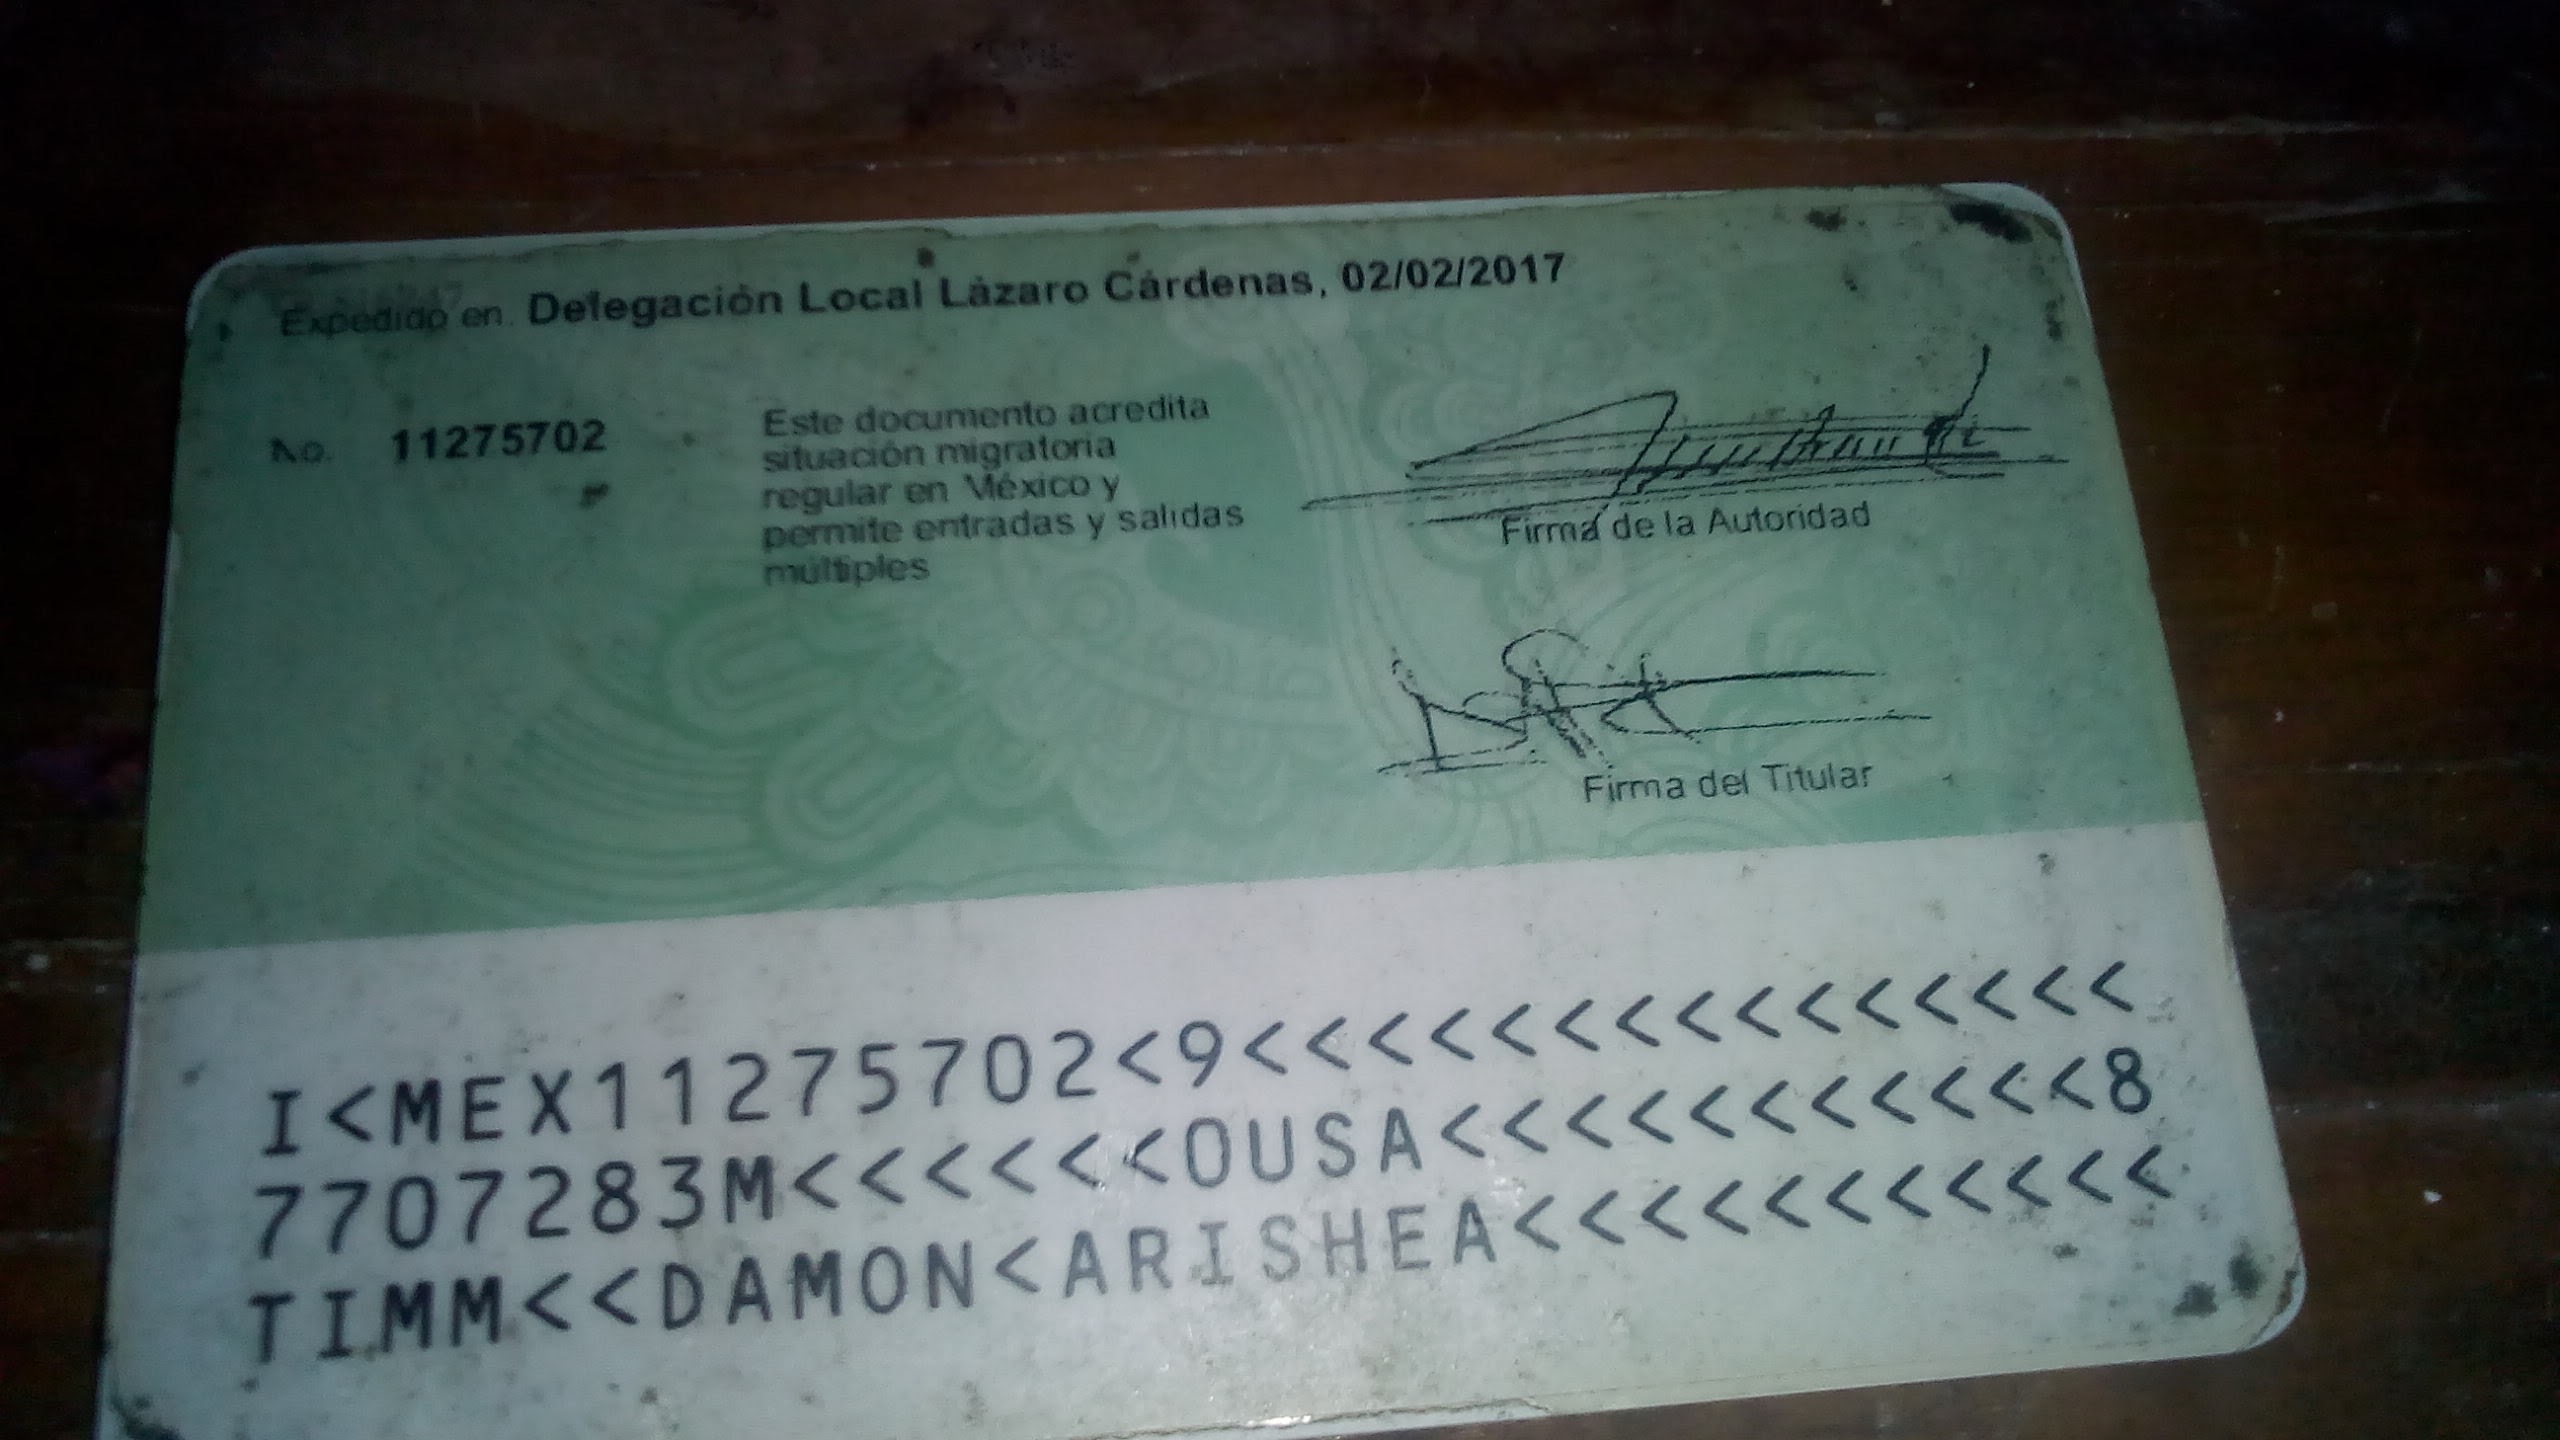 Expedido en. Delegación Local Lázaro Cárdenas, 02/02/2017
No. 11275702
Este documento acredita
situación migratoria
regular en México y
permite entradas y salidas
múltiples
Firma de la Autoridad
Firma del Titular
I<MEX11275702<9<<<<<<<<<<<<<<<
7707283M<<<<<<0USA<<<<<<<<<<<8
TIMM<<DAMON<ARISHEA<<<<<<<<<<<